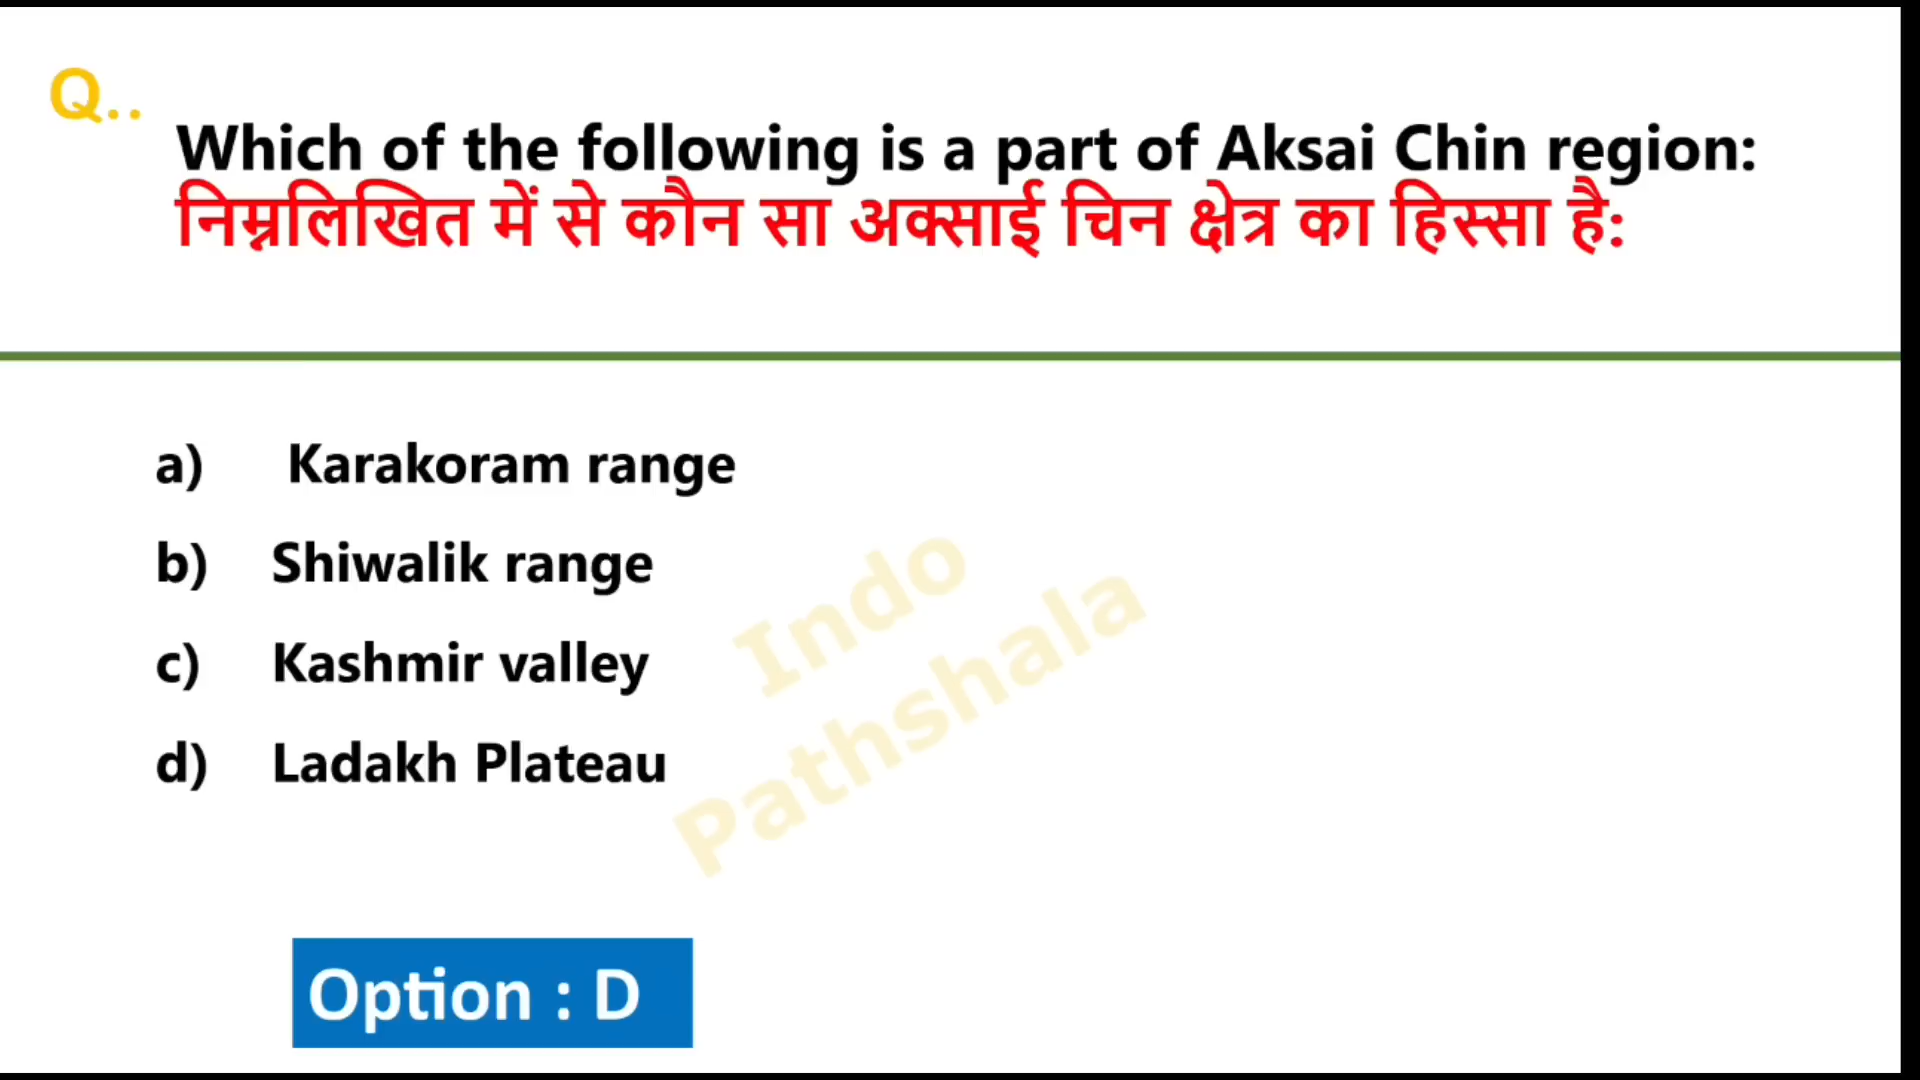 Q..
Which of the following is a part of Aksai Chin region:
निम्नलिखित में से कौन सा अक्साई चिन क्षेत्र का हिस्सा है:
a) Karakoram range
b) Shiwalik range
c) Kashmir valley
d) Ladakh Plateau
Indo
Pathshala
Option : D